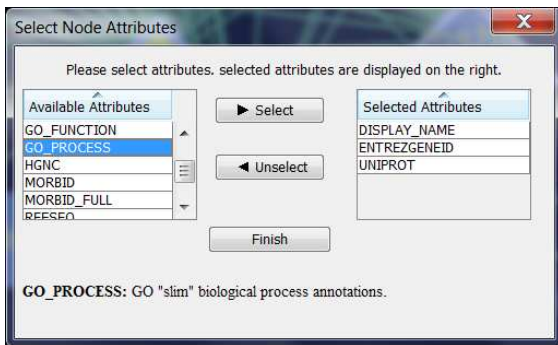 Select Node Attributes
X
Please select attributes. selected attributes are displayed on the right.
Available Attributes
GO_FUNCTION
GO_PROCESS
HGNC
MORBID
MORBID_FULL
REFSEQ
► Select
◄ Unselect
Selected Attributes
DISPLAY_NAME
ENTREZGENEID
UNIPROT
Finish
GO_PROCESS: GO "slim" biological process annotations.